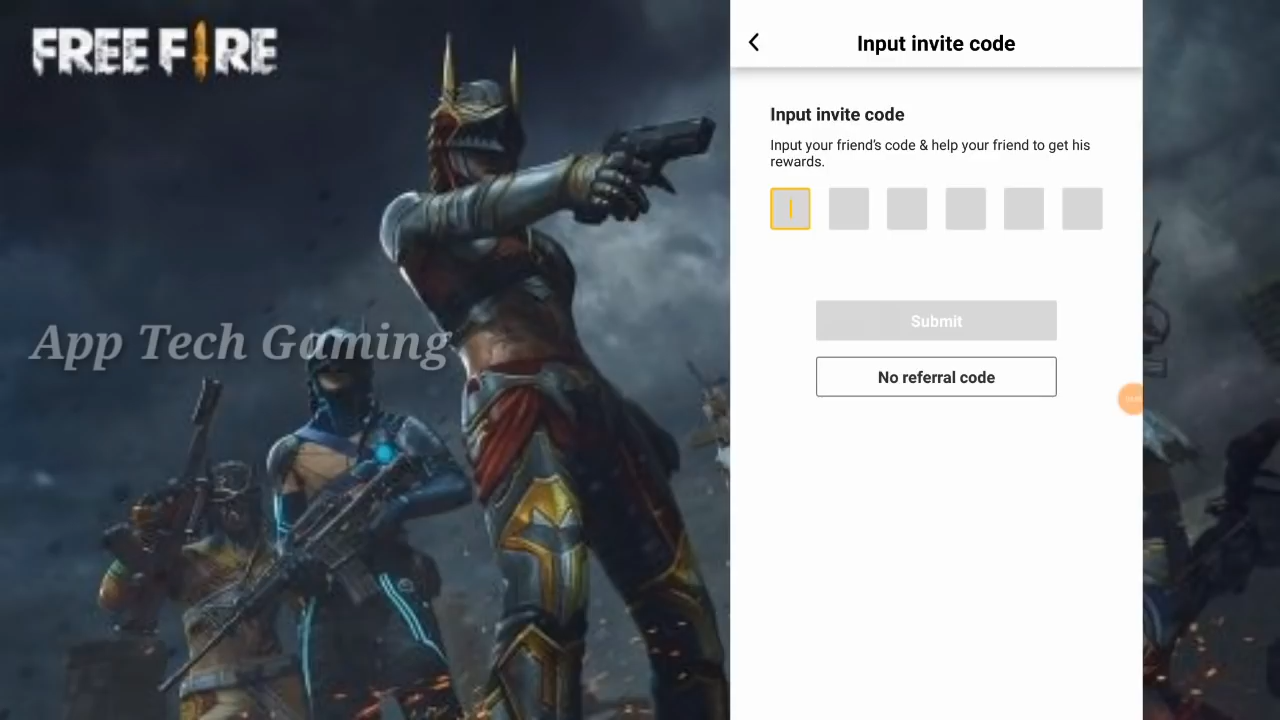 FREE FIRE
App Tech Gaming
Input invite code
Input invite code
Input your friend's code & help your friend to get his
rewards.
Submit
No referral code